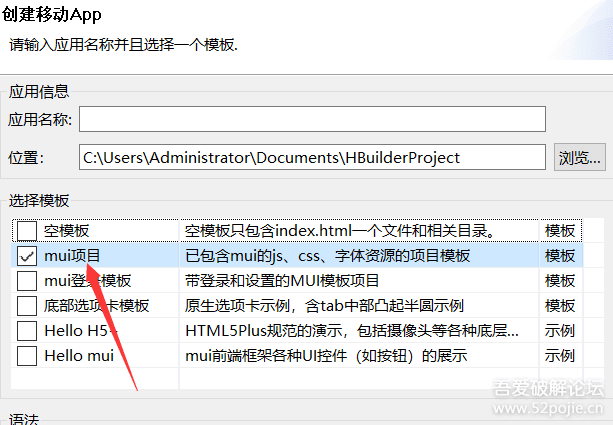 创建移动App
请输入应用名称并且选择一个模板.
应用信息
应用名称:
位置: C:\Users\Administrator\Documents\HBuilderProject 浏览...
选择模板
空模板 空模板只包含index.html一个文件和相关目录。 模板
mui项目 已包含mui的js、css、字体资源的项目模板 模板
mui登录模板 带登录和设置的MUI模板项目 模板
底部选项卡模板 原生选项卡示例，含tab中部凸起半圆示例 模板
Hello H5+ HTML5Plus规范的演示，包括摄像头等各种底层... 示例
Hello mui mui前端框架各种UI控件（如按钮）的展示 示例
吾爱破解论坛
www.52pojie.cn
语法